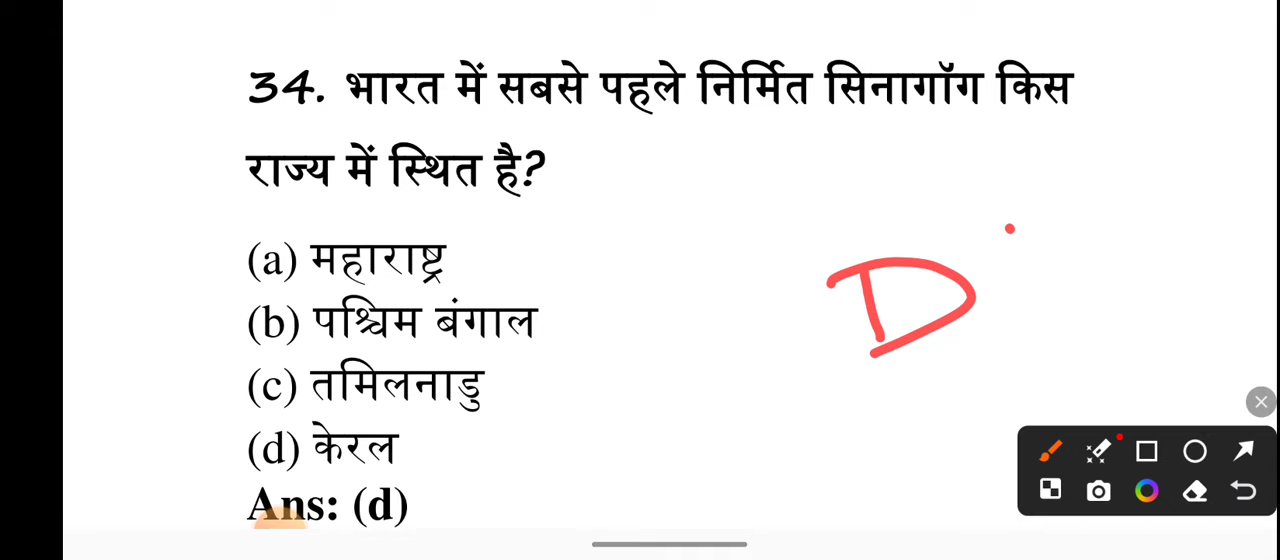 34. भारत में सबसे पहले निर्मित सिनागॉग किस
राज्य में स्थित है?
(a) महाराष्ट्र
(b) पश्चिम बंगाल
(c) तमिलनाडु
(d) केरल
Ans: (d)
D